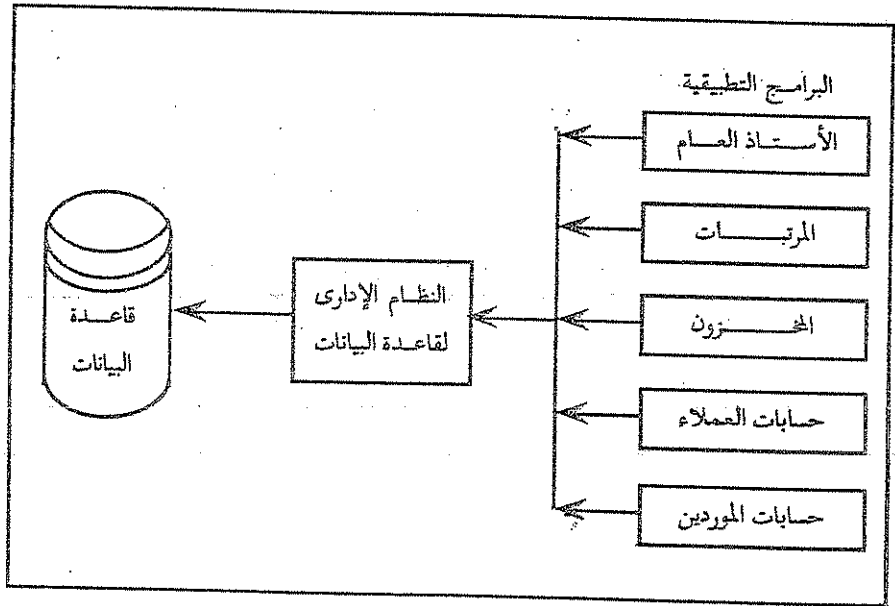 البرامج التطبيقية
الأستاذ العام
المرتبات
المخزون
حسابات العملاء
حسابات الموردين
النظام الإدارى
لقاعدة البيانات
قاعدة
البيانات